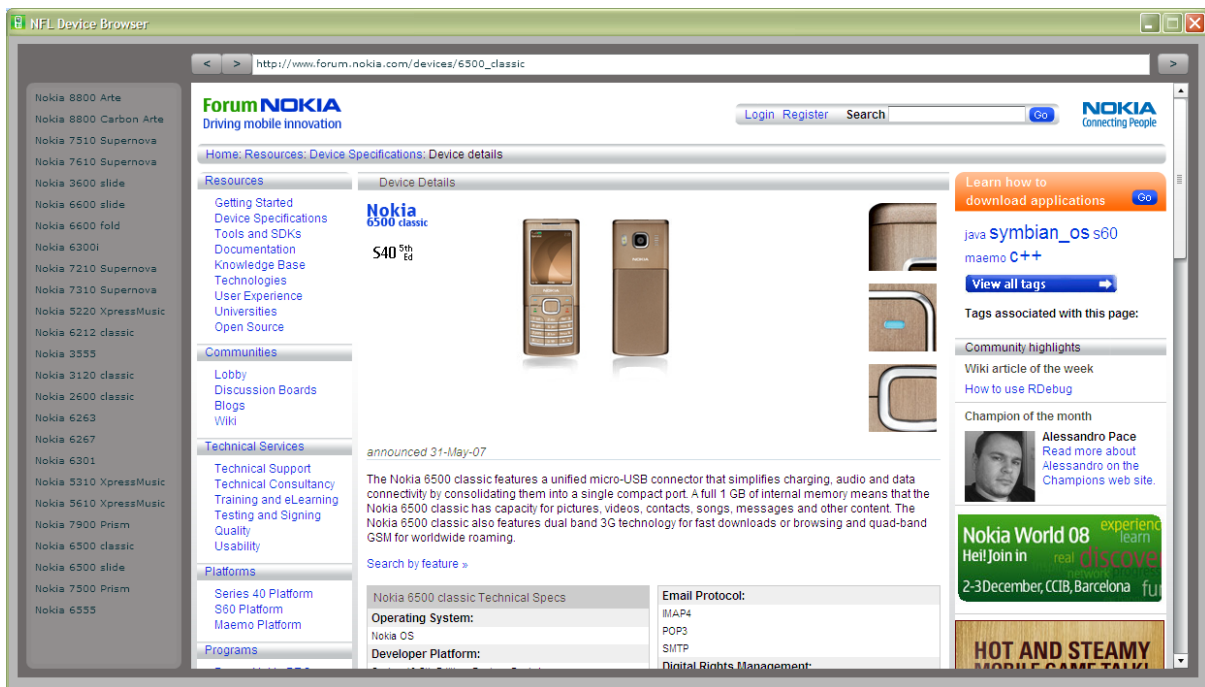 NFL Device Browser
< > http://www.forum.nokia.com/devices/6500_classic >
Nokia 8800 Arte
Nokia 8800 Carbon Arte
Nokia 7510 Supernova
Nokia 7610 Supernova
Nokia 3600 slide
Nokia 6600 slide
Nokia 6600 fold
Nokia 6300i
Nokia 7210 Supernova
Nokia 7310 Supernova
Nokia 5220 XpressMusic
Nokia 6212 classic
Nokia 3555
Nokia 3120 classic
Nokia 2600 classic
Nokia 6263
Nokia 6267
Nokia 6301
Nokia 5310 XpressMusic
Nokia 5610 XpressMusic
Nokia 7900 Prism
Nokia 6500 classic
Nokia 6500 slide
Nokia 7500 Prism
Nokia 6555
Forum NOKIA
Driving mobile innovation
Login Register Search Go
NOKIA
Connecting People
Home: Resources: Device Specifications: Device details
Resources
Getting Started
Device Specifications
Tools and SDKs
Documentation
Knowledge Base
Technologies
User Experience
Universities
Open Source
Communities
Lobby
Discussion Boards
Blogs
Wiki
Technical Services
Technical Support
Technical Consultancy
Training and eLearning
Testing and Signing
Quality
Usability
Platforms
Series 40 Platform
S60 Platform
Maemo Platform
Programs
Device Details
Nokia
6500 classic
S40 5th Ed
announced 31-May-07
The Nokia 6500 classic features a unified micro-USB connector that simplifies charging, audio and data
connectivity by consolidating them into a single compact port. A full 1 GB of internal memory means that the
Nokia 6500 classic has capacity for pictures, videos, contacts, songs, messages and other content. The
Nokia 6500 classic also features dual band 3G technology for fast downloads or browsing and quad-band
GSM for worldwide roaming.
Search by feature »
Nokia 6500 classic Technical Specs
Operating System:
Nokia OS
Developer Platform:
Email Protocol:
IMAP4
POP3
SMTP
Digital Rights Management:
Learn how to
download applications Go
java symbian_os s60
maemo c++
View all tags
Tags associated with this page:
Community highlights
Wiki article of the week
How to use RDebug
Champion of the month
Alessandro Pace
Read more about
Alessandro on the
Champions web site.
Nokia World 08
Hei! Join in
2-3 December, CCIB, Barcelona
experienc
learn
real discove
network progress
fu
HOT AND STEAMY
MOBILE GAME TALK!